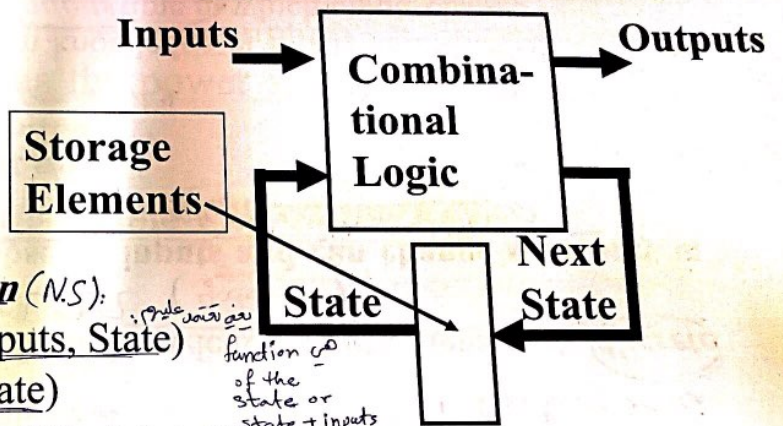 Inputs
Outputs
Combina-
tional
Logic
Storage
Elements
Next
State
State
n (N.S):
puts, State)
ate)
function
of the
state or
state + inputs